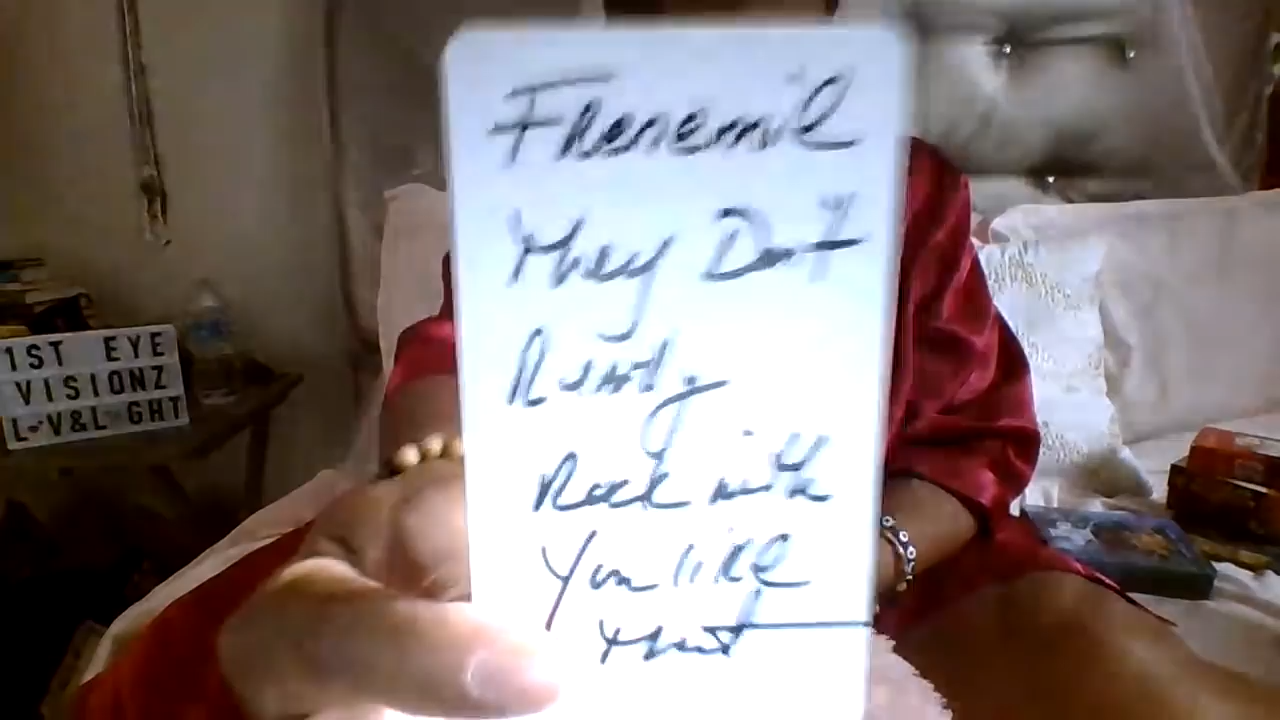 Frenemie
They Don't
Really
Rock with
You like
that
1ST EYE
VISIONZ
L♥V&L GHT